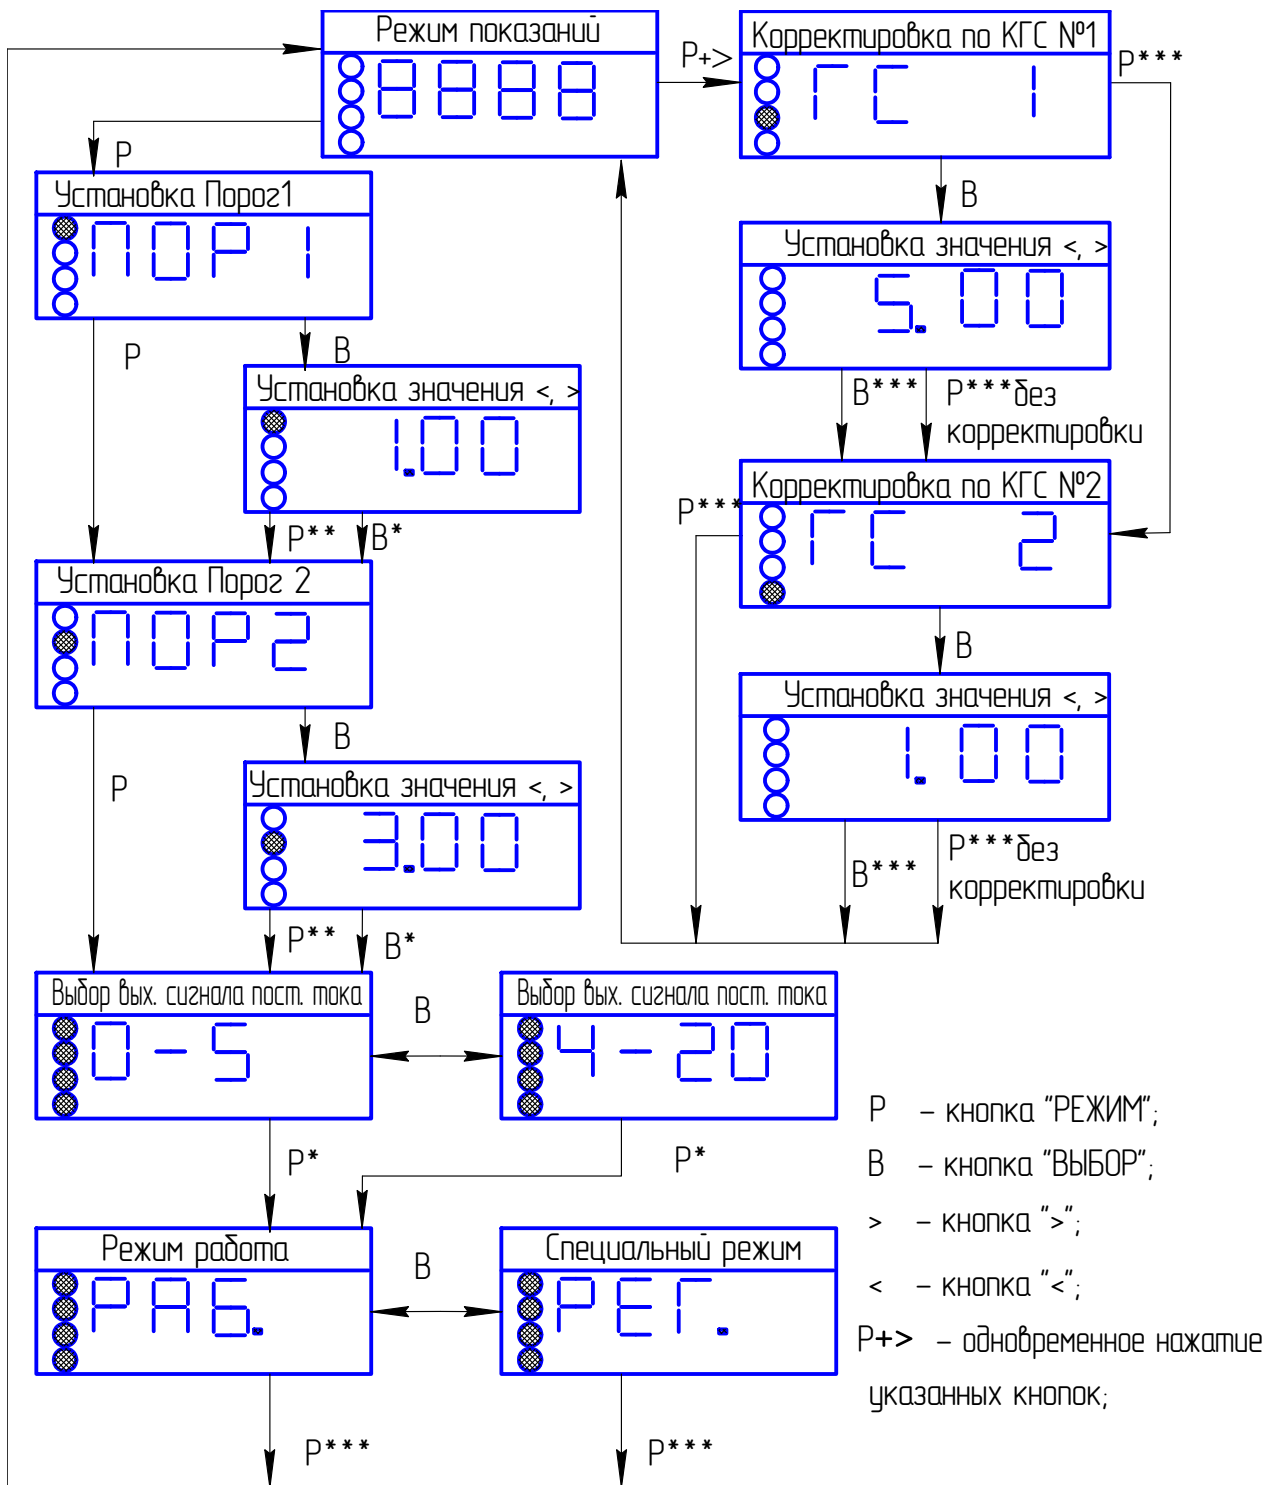 Режим показаний
8888
P+>
Корректировка по КГС №1
ГС 1
P***
P
Установка Порог1
ПОР1
B
Установка значения <, >
5.00
P
B
Установка значения <, >
1.00
B***
P***без
корректировки
P**
B*
P***
Корректировка по КГС №2
ГС 2
Установка Порог 2
ПОР2
B
Установка значения <, >
1.00
P
B
Установка значения <, >
3.00
B***
P***без
корректировки
P**
B*
Выбор вых. сигнала пост. тока
0-5
B
Выбор вых. сигнала пост. тока
4-20
P*
P*
Режим работа
РАБ.
B
Специальный режим
РЕГ.
P***
P***
P – кнопка "РЕЖИМ";
B – кнопка "ВЫБОР";
> – кнопка ">";
< – кнопка "<";
P+> – одновременное нажатие
указанных кнопок;